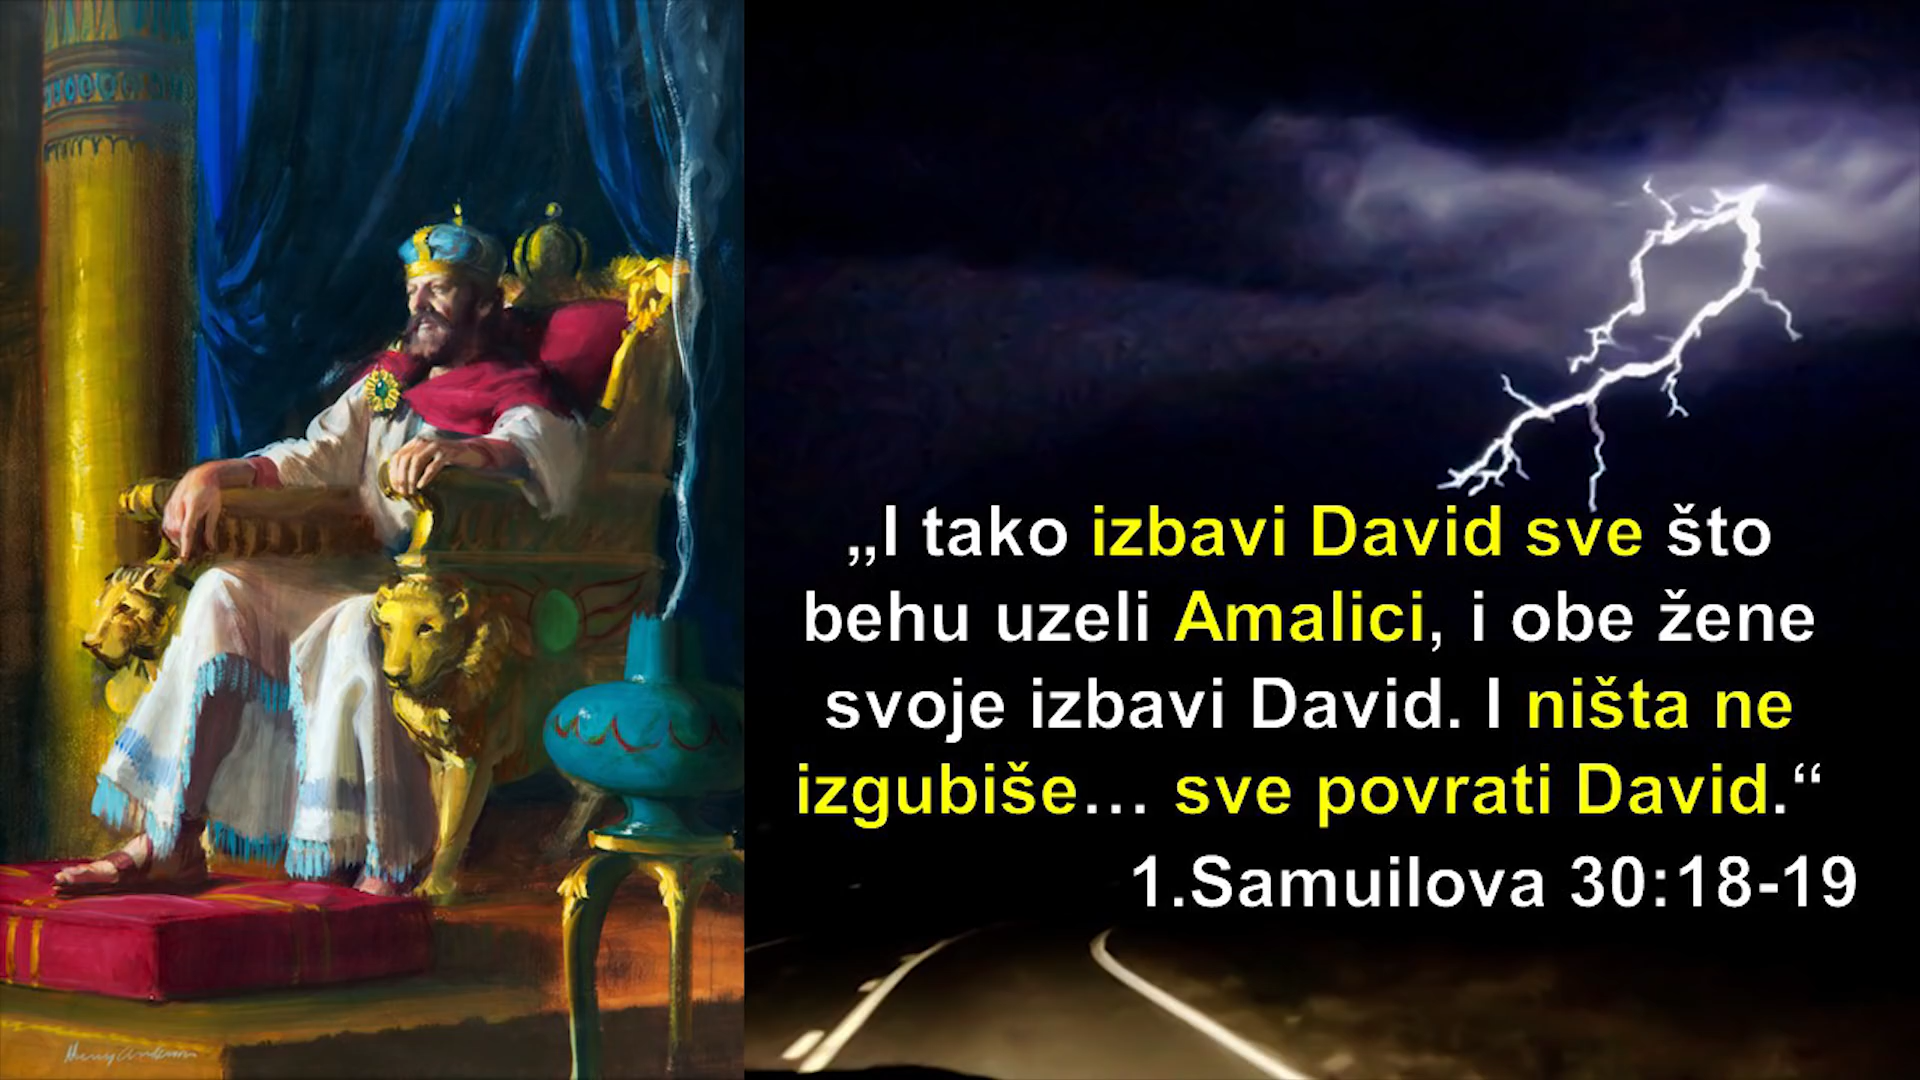 „I tako izbavi David sve što
behu uzeli Amalici, i obe žene
svoje izbavi David. I ništa ne
izgubiše… sve povrati David.“
1.Samuilova 30:18-19